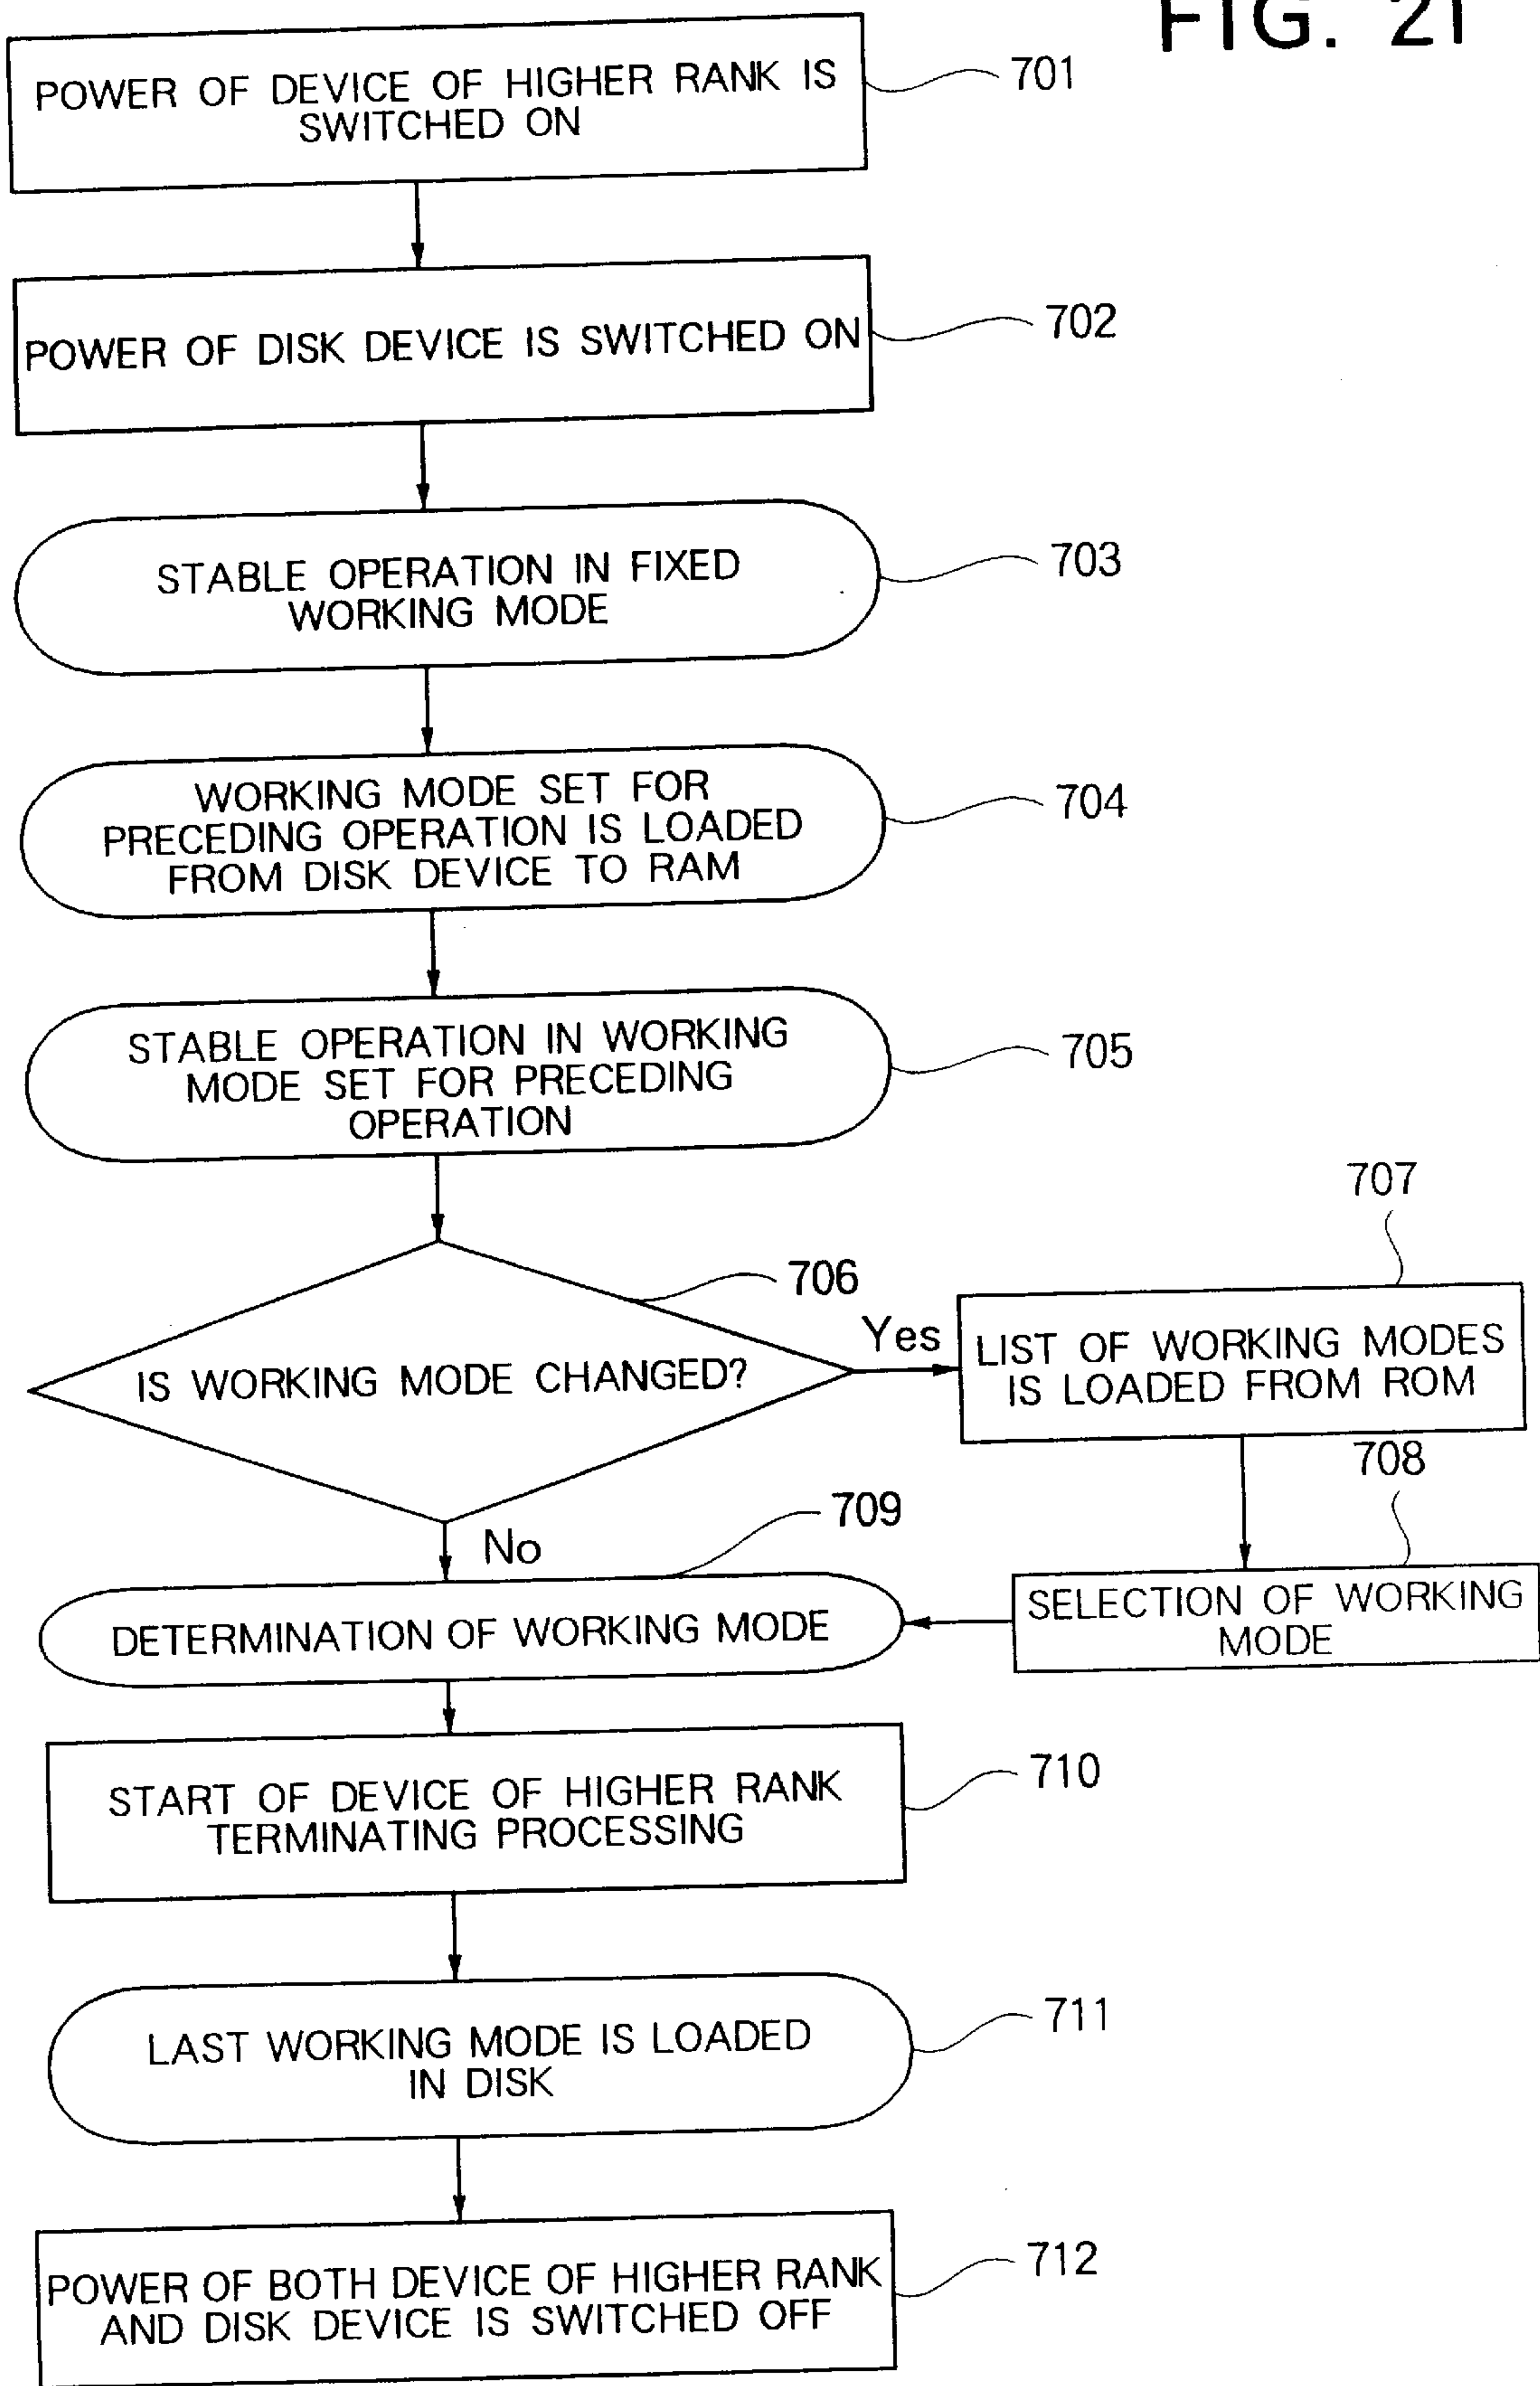 FIG. 21
POWER OF DEVICE OF HIGHER RANK IS
SWITCHED ON
701
POWER OF DISK DEVICE IS SWITCHED ON
702
STABLE OPERATION IN FIXED
WORKING MODE
703
WORKING MODE SET FOR
PRECEDING OPERATION IS LOADED
FROM DISK DEVICE TO RAM
704
STABLE OPERATION IN WORKING
MODE SET FOR PRECEDING
OPERATION
705
IS WORKING MODE CHANGED?
706
Yes
707
LIST OF WORKING MODES
IS LOADED FROM ROM
708
SELECTION OF WORKING
MODE
No
709
DETERMINATION OF WORKING MODE
START OF DEVICE OF HIGHER RANK
TERMINATING PROCESSING
710
LAST WORKING MODE IS LOADED
IN DISK
711
POWER OF BOTH DEVICE OF HIGHER RANK
AND DISK DEVICE IS SWITCHED OFF
712